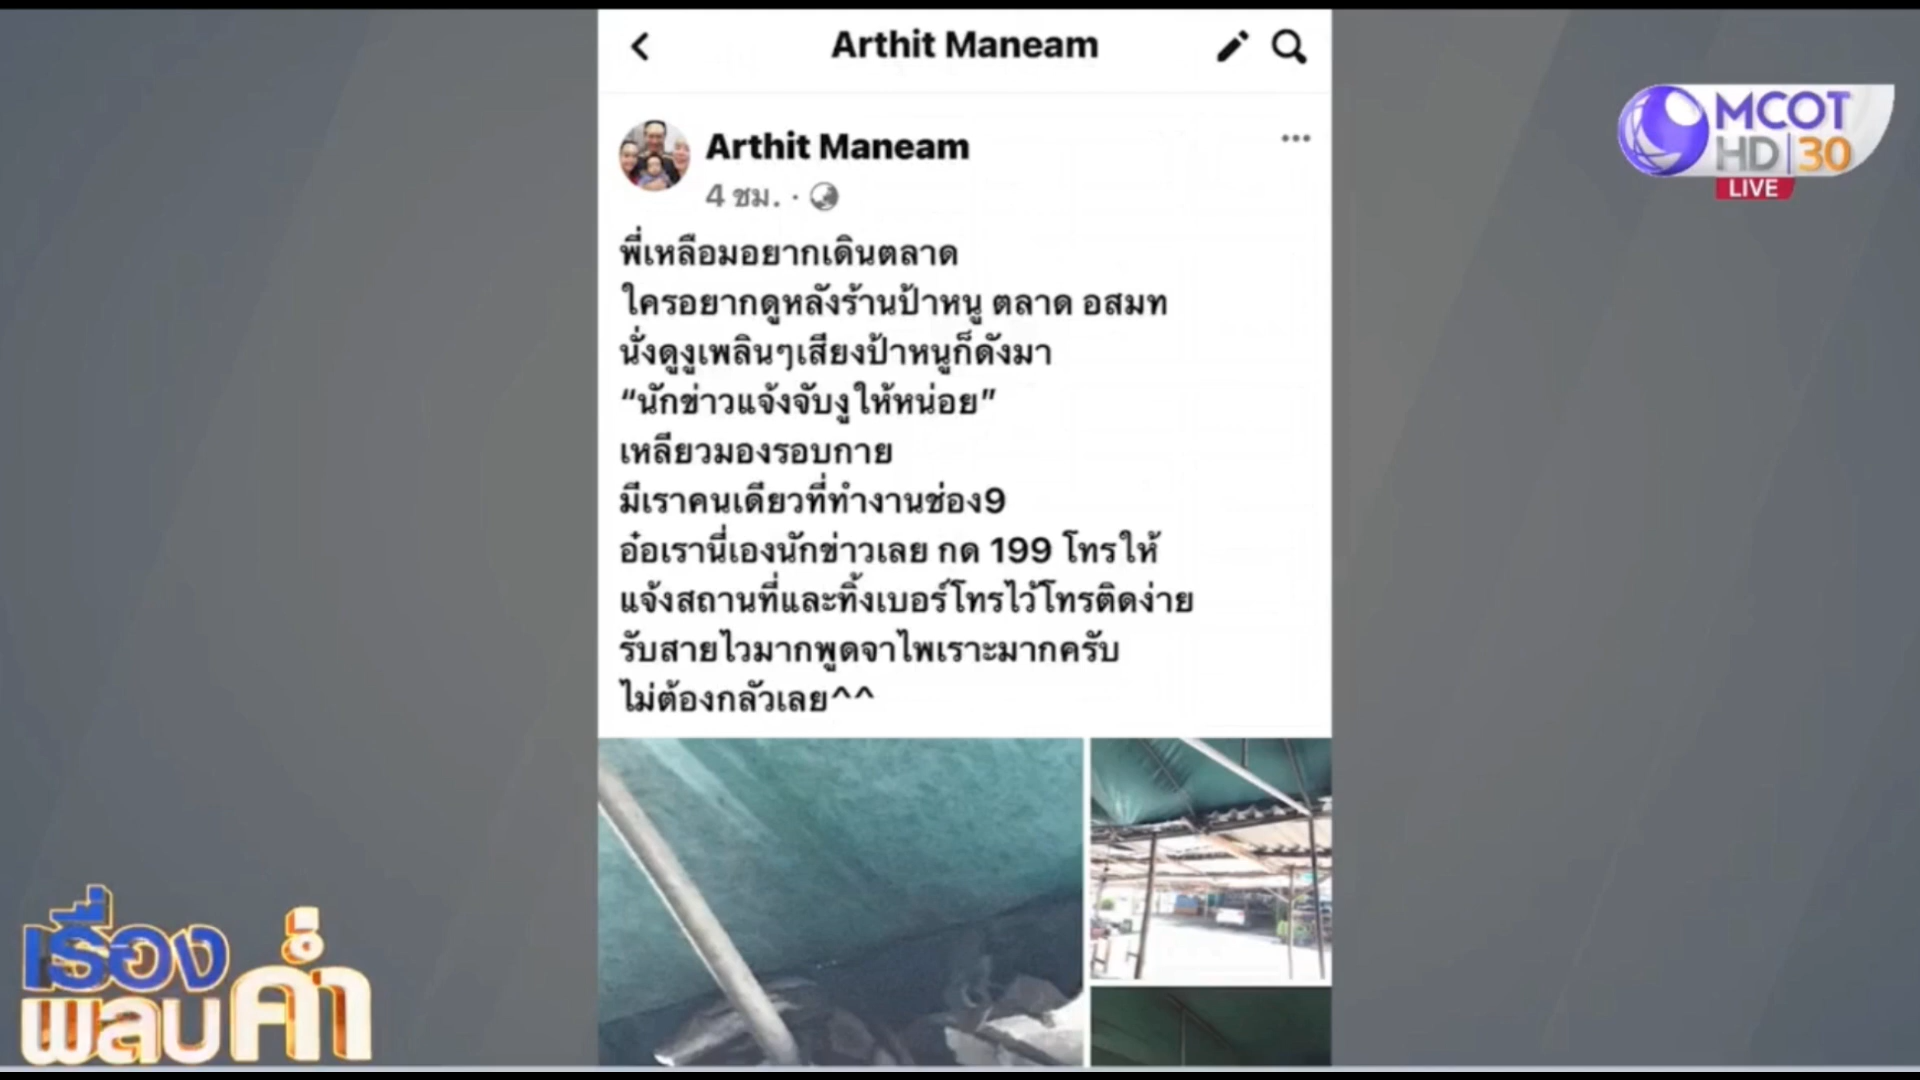 Arthit Maneam
Arthit Maneam
4 ชม. ·
พี่เหลือมอยากเดินตลาด
ใครอยากดูหลังร้านป้าหนู ตลาด อสมท
นั่งดูงูเพลินๆเสียงป้าหนูก็ดังมา
“นักข่าวแจ้งจับงูให้หน่อย”
เหลียวมองรอบกาย
มีเราคนเดียวที่ทำงานช่อง9
อ๋อเรานี่เองนักข่าวเลย กด 199 โทรให้
แจ้งสถานที่และทิ้งเบอร์โทรไว้โทรติดง่าย
รับสายไวมากพูดจาไพเราะมากครับ
ไม่ต้องกลัวเลย^^
MCOT
HD 30
LIVE
เรื่อง
พลบค่ำ